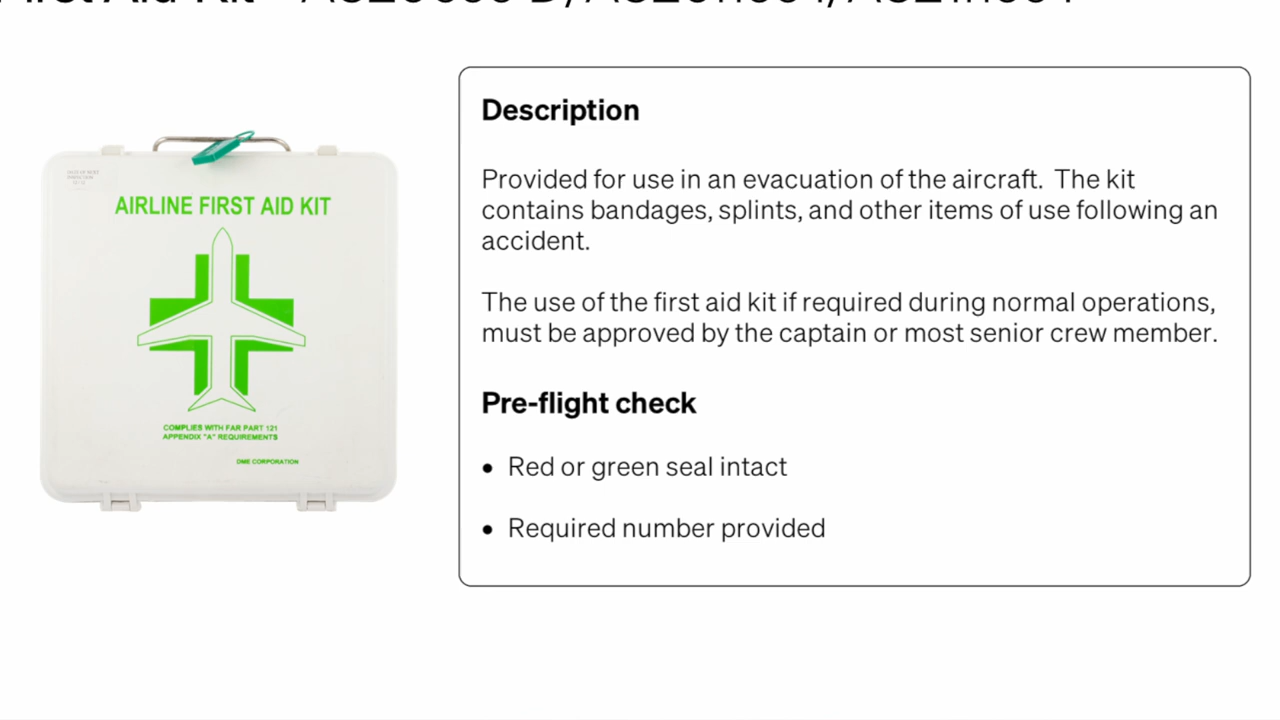 First Aid Kit -
AIRLINE FIRST AID KIT
COMPLIES WITH FAR PART 121
APPENDIX "A" REQUIREMENTS
DME CORPORATION
Description
Provided for use in an evacuation of the aircraft. The kit
contains bandages, splints, and other items of use following an
accident.
The use of the first aid kit if required during normal operations,
must be approved by the captain or most senior crew member.
Pre-flight check
• Red or green seal intact
• Required number provided